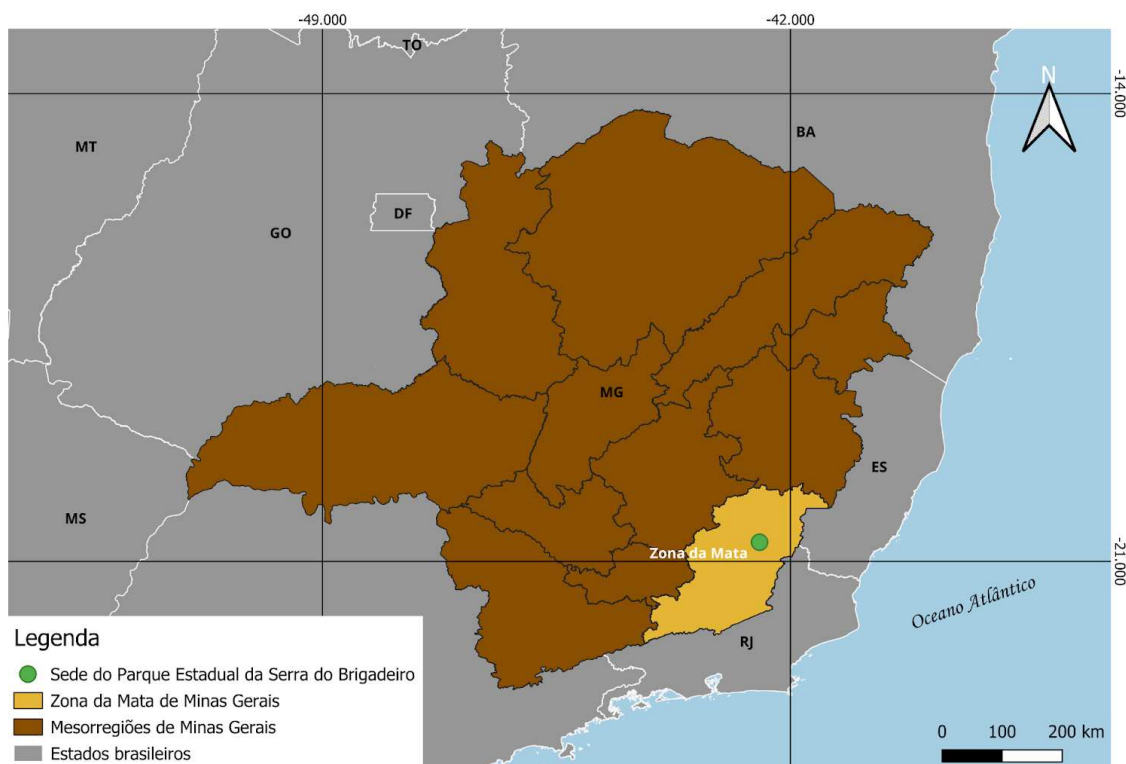 -49.000
-42.000
TO
N
-14.000
BA
MT
DF
GO
MG
ES
MS
Zona da Mata
-21.000
Oceano Atlântico
RJ
Legenda
Sede do Parque Estadual da Serra do Brigadeiro
Zona da Mata de Minas Gerais
Mesorregiões de Minas Gerais
Estados brasileiros
0 100 200 km